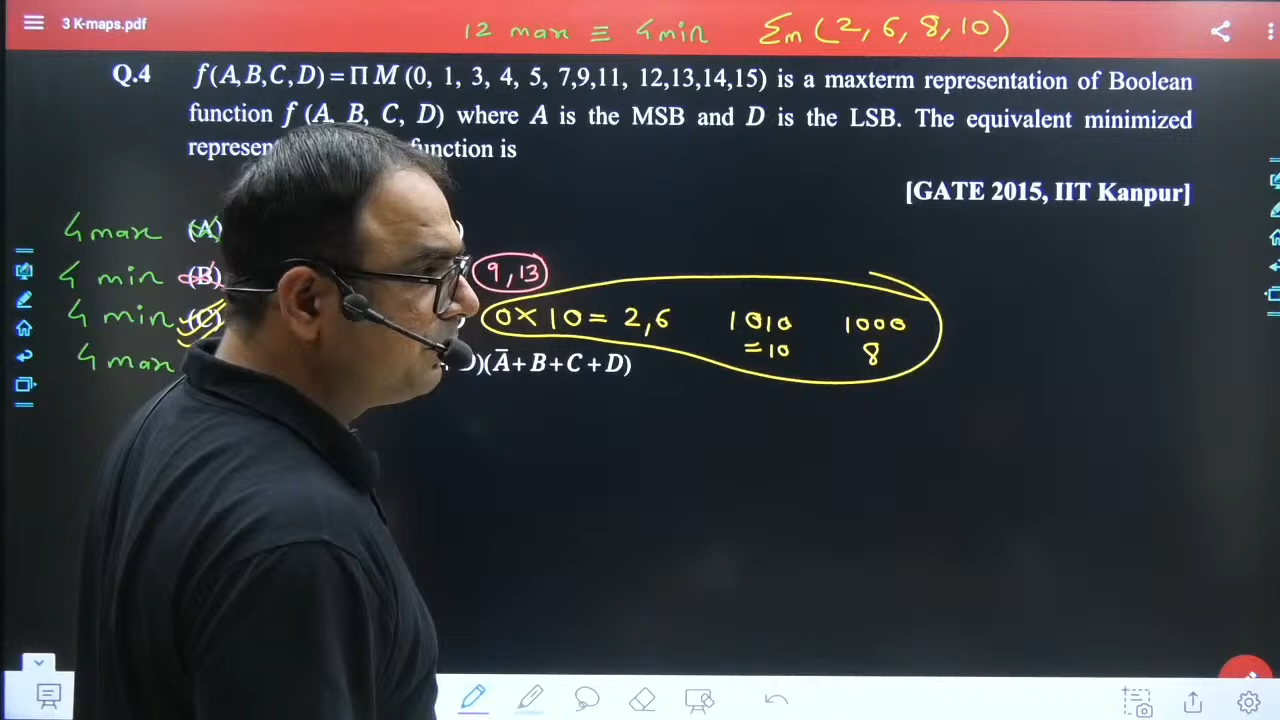 3 K-maps.pdf
12 max ≡ 4 min Σm (2, 6, 8, 10)
Q.4 f(A,B,C,D) = Π M (0, 1, 3, 4, 5, 7,9,11, 12,13,14,15) is a maxterm representation of Boolean
function f (A, B, C, D) where A is the MSB and D is the LSB. The equivalent minimized
function is
[GATE 2015, IIT Kanpur]
4 max (A)
4 min (B) 9, 13
4 min (C) 0×10 = 2,6 1010 1000
=10 8
4 max D)(A̅+B+C+D)